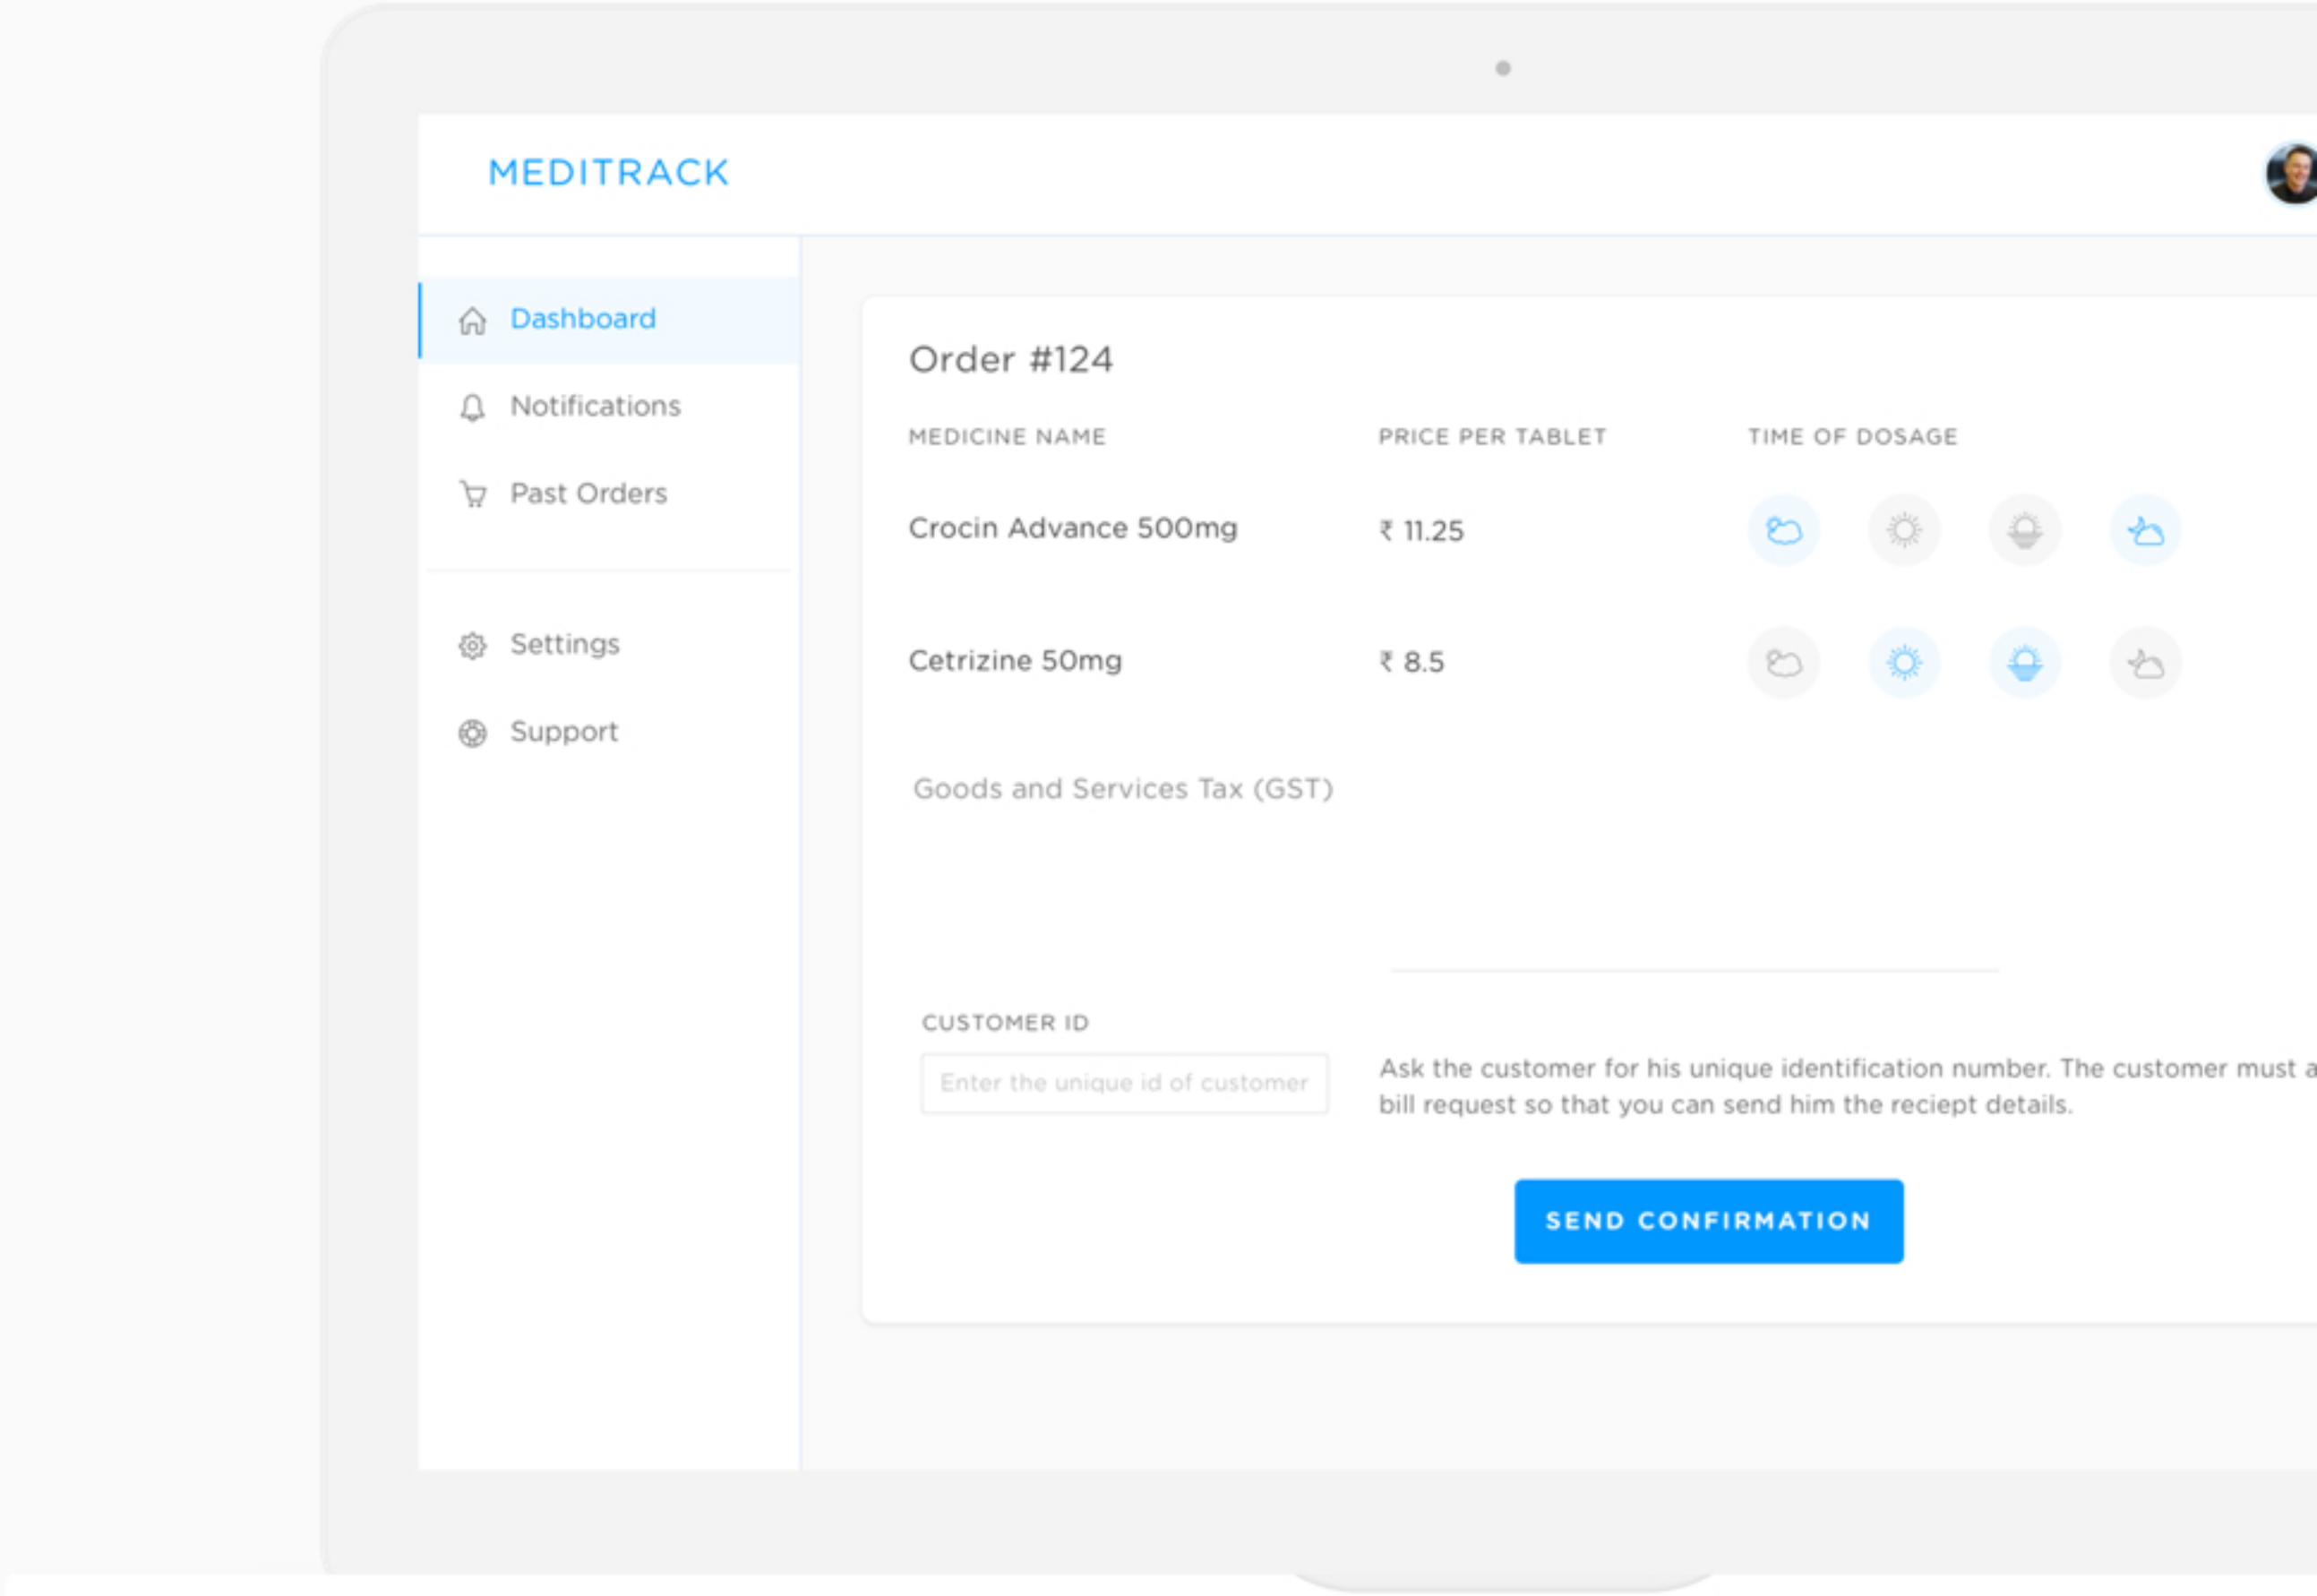 MEDITRACK
Dashboard
Notifications
Past Orders
Settings
Support
Order #124
MEDICINE NAME PRICE PER TABLET TIME OF DOSAGE
Crocin Advance 500mg ₹ 11.25
Cetrizine 50mg ₹ 8.5
Goods and Services Tax (GST)
CUSTOMER ID
Enter the unique id of customer
Ask the customer for his unique identification number. The customer must
bill request so that you can send him the reciept details.
SEND CONFIRMATION